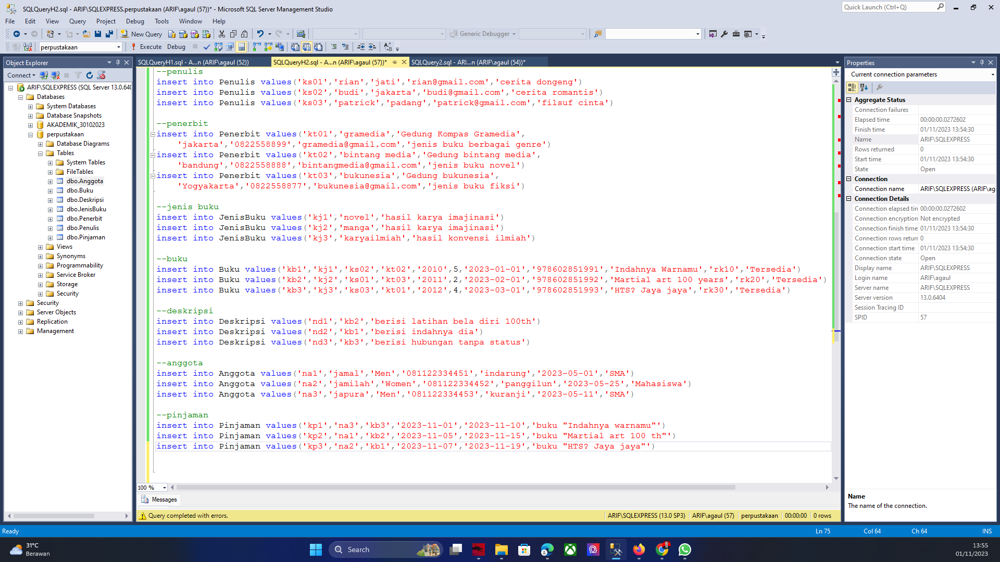 SQLQueryH2.sql - ARIF\SQLEXPRESS.perpustakaan (ARIF\agaul (57))* - Microsoft SQL Server Management Studio
Quick Launch (Ctrl+Q)
File Edit View Query Project Debug Tools Window Help
New Query
Generic Debugger
perpustakaan
Execute Debug
Object Explorer
Connect
ARIF\SQLEXPRESS (SQL Server 13.0.640
Databases
System Databases
Database Snapshots
AKADEMIK_30102023
perpustakaan
Database Diagrams
Tables
System Tables
FileTables
dbo.Anggota
dbo.Buku
dbo.Deskripsi
dbo.JenisBuku
dbo.Penerbit
dbo.Penulis
dbo.Pinjaman
Views
Synonyms
Programmability
Service Broker
Storage
Security
Security
Server Objects
Replication
Management
SQLQueryH1.sql - A...n (ARIF\agaul (52))
SQLQueryH2.sql - A...n (ARIF\agaul (57))*
SQLQuery2.sql - ARI...n (ARIF\agaul (54))*
--penulis
insert into Penulis values('ks01','rian','jati','rian@gmail.com','cerita dongeng')
insert into Penulis values('ks02','budi','jakarta','budi@gmail.com','cerita romantis')
insert into Penulis values('ks03','patrick','padang','patrick@gmail.com','filsuf cinta')
--penerbit
insert into Penerbit values('kt01','gramedia','Gedung Kompas Gramedia',
'jakarta','0822558899','gramedia@gmail.com','jenis buku berbagai genre')
insert into Penerbit values('kt02','bintang media','Gedung bintang media',
'bandung','0822558888','bintangmedia@gmail.com','jenis buku novel')
insert into Penerbit values('kt03','bukunesia','Gedung bukunesia',
'Yogyakarta','0822558877','bukunesia@gmail.com','jenis buku fiksi')
--jenis buku
insert into JenisBuku values('kj1','novel','hasil karya imajinasi')
insert into JenisBuku values('kj2','manga','hasil karya imajinasi')
insert into JenisBuku values('kj3','karyailmiah','hasil konvensi ilmiah')
--buku
insert into Buku values('kb1','kj1','ks02','kt02','2010',5,'2023-01-01','978602851991','Indahnya Warnamu','rk10','Tersedia')
insert into Buku values('kb2','kj2','ks01','kt03','2011',2,'2023-02-01','978602851992','Martial art 100 years','rk20','Tersedia')
insert into Buku values('kb3','kj3','ks03','kt01','2012',4,'2023-03-01','978602851993','HTS? Jaya jaya','rk30','Tersedia')
--deskripsi
insert into Deskripsi values('nd1','kb2','berisi latihan bela diri 100th')
insert into Deskripsi values('nd2','kb1','berisi indahnya dia')
insert into Deskripsi values('nd3','kb3','berisi hubungan tanpa status')
--anggota
insert into Anggota values('na1','jamal','Men','081122334451','indarung','2023-05-01','SMA')
insert into Anggota values('na2','jamilah','Women','081122334452','panggilun','2023-05-25','Mahasiswa')
insert into Anggota values('na3','japura','Men','081122334453','kuranji','2023-05-11','SMA')
--pinjaman
insert into Pinjaman values('kp1','na3','kb3','2023-11-01','2023-11-10','buku "Indahnya warnamu"')
insert into Pinjaman values('kp2','na1','kb2','2023-11-05','2023-11-15','buku "Martial art 100 th"')
insert into Pinjaman values('kp3','na2','kb1','2023-11-07','2023-11-19','buku "HTS? Jaya jaya"')
100 %
Messages
Query completed with errors.
ARIF\SQLEXPRESS (13.0 SP3) ARIF\agaul (57) perpustakaan 00:00:00 0 rows
Properties
Current connection parameters
Aggregate Status
Connection failures
Elapsed time 00:00:00.0272602
Finish time 01/11/2023 13:54:30
Name ARIF\SQLEXPRESS
Rows returned 0
Start time 01/11/2023 13:54:30
State Open
Connection
Connection name ARIF\SQLEXPRESS (ARIF\ag
Connection Details
Connection elapsed tin 00:00:00.0272602
Connection encryption Not encrypted
Connection finish time 01/11/2023 13:54:30
Connection rows returr 0
Connection start time 01/11/2023 13:54:30
Connection state Open
Display name ARIF\SQLEXPRESS
Login name ARIF\agaul
Server name ARIF\SQLEXPRESS
Server version 13.0.6404
Session Tracing ID
SPID 57
Name
The name of the connection.
Ready
Ln 75 Col 64 Ch 64 INS
31°C
Berawan
Search
13:55
01/11/2023